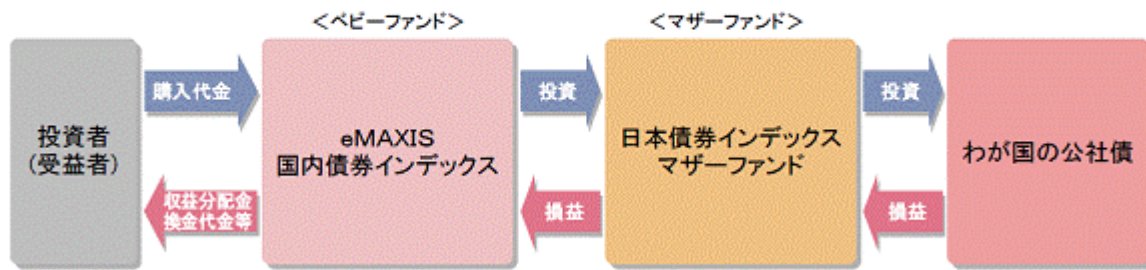 ＜ベビーファンド＞
＜マザーファンド＞
投資者
(受益者)
購入代金
収益分配金
換金代金等
eMAXIS
国内債券インデックス
投資
損益
日本債券インデックス
マザーファンド
投資
損益
わが国の公社債